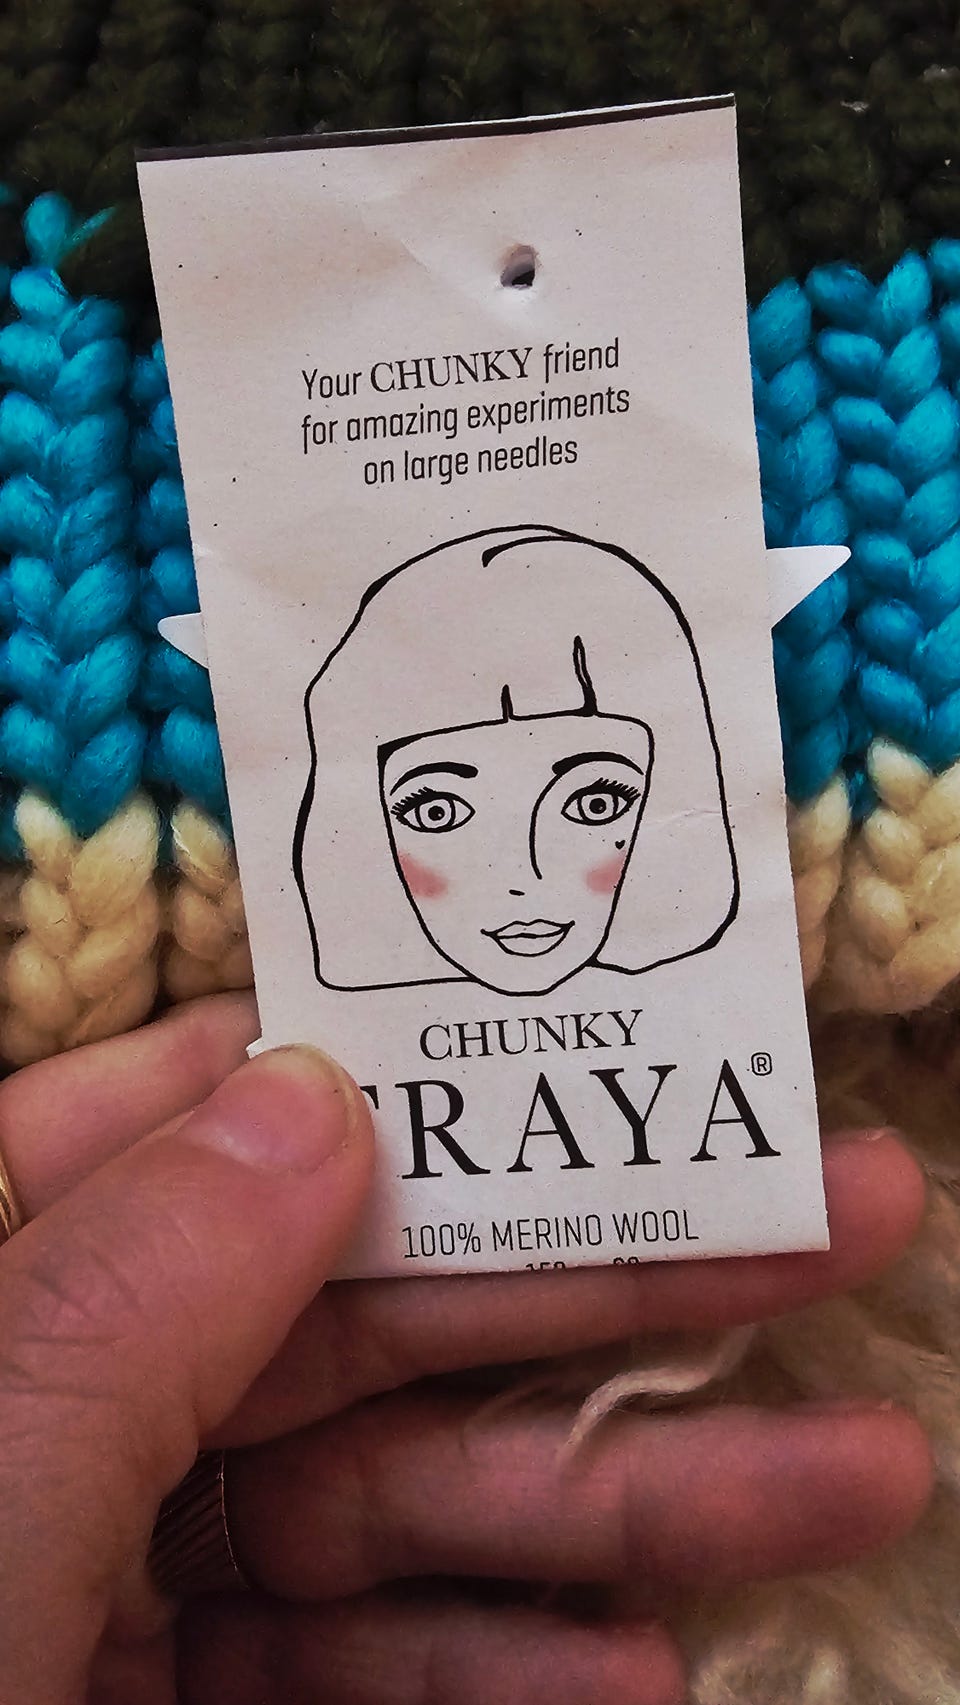 Your CHUNKY friend
for amazing experiments
on large needles
CHUNKY
RAYA®
100% MERINO WOOL